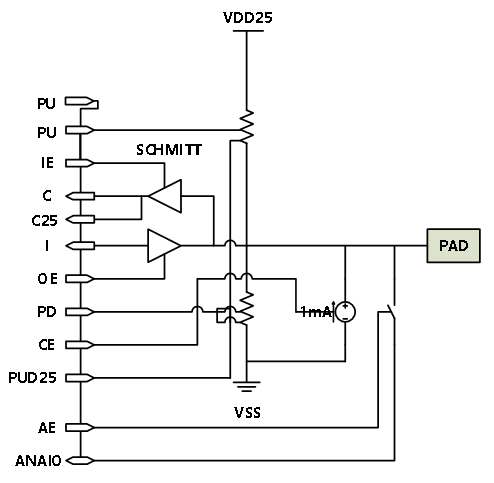 VDD25
PU
PU
SCHMITT
IE
C
C25
I
PAD
OE
PD
1mA
+
-
CE
PUD25
VSS
AE
ANAIO